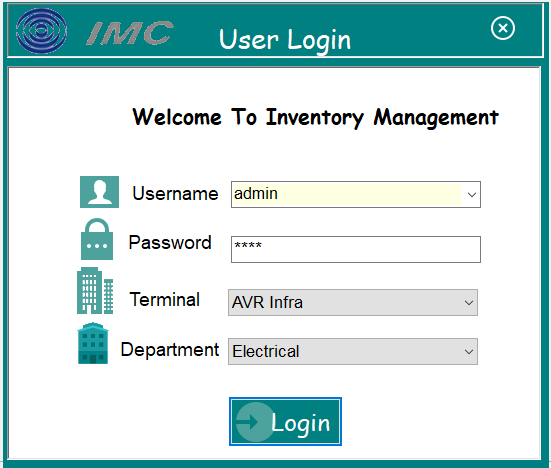 IMC
User Login
Welcome To Inventory Management
Username admin
Password ****
Terminal AVR Infra
Department Electrical
Login